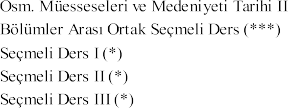 Osm. Müesseseleri ve Medeniyeti Tarihi II
Bölümler Arası Ortak Seçmeli Ders (***)
Seçmeli Ders I (*)
Seçmeli Ders II (*)
Seçmeli Ders III (*)